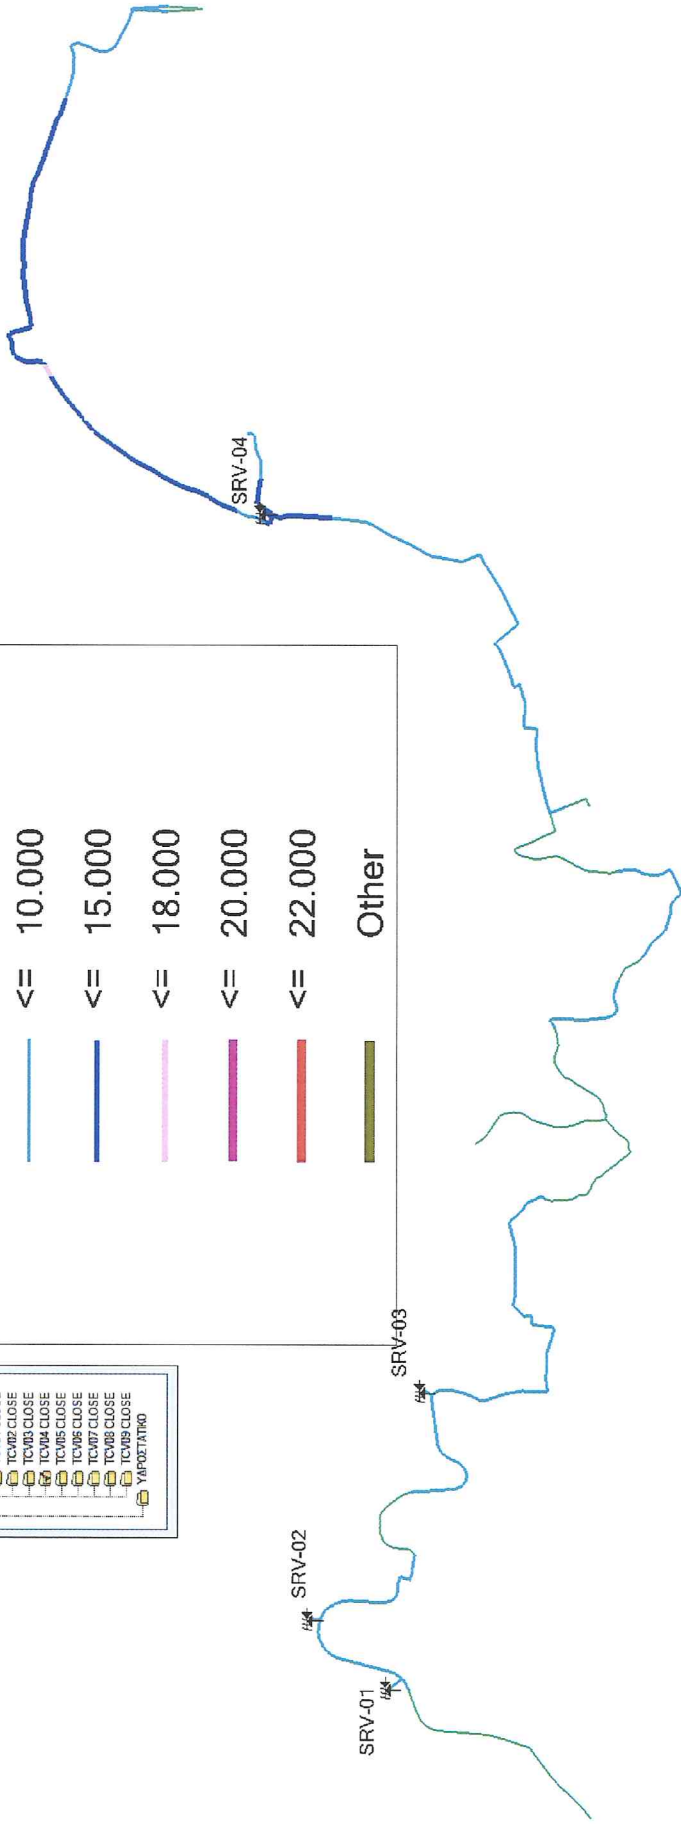 <= 10.000
<= 15.000
<= 18.000
<= 20.000
<= 22.000
Other
TCV02 CLOSE
TCV03 CLOSE
TCV04 CLOSE
TCV05 CLOSE
TCV06 CLOSE
TCV07 CLOSE
TCV08 CLOSE
TCV09 CLOSE
ΥΔΡΟΣΤΑΤΙΚΟ
SRV-04
SRV-03
SRV-02
SRV-01